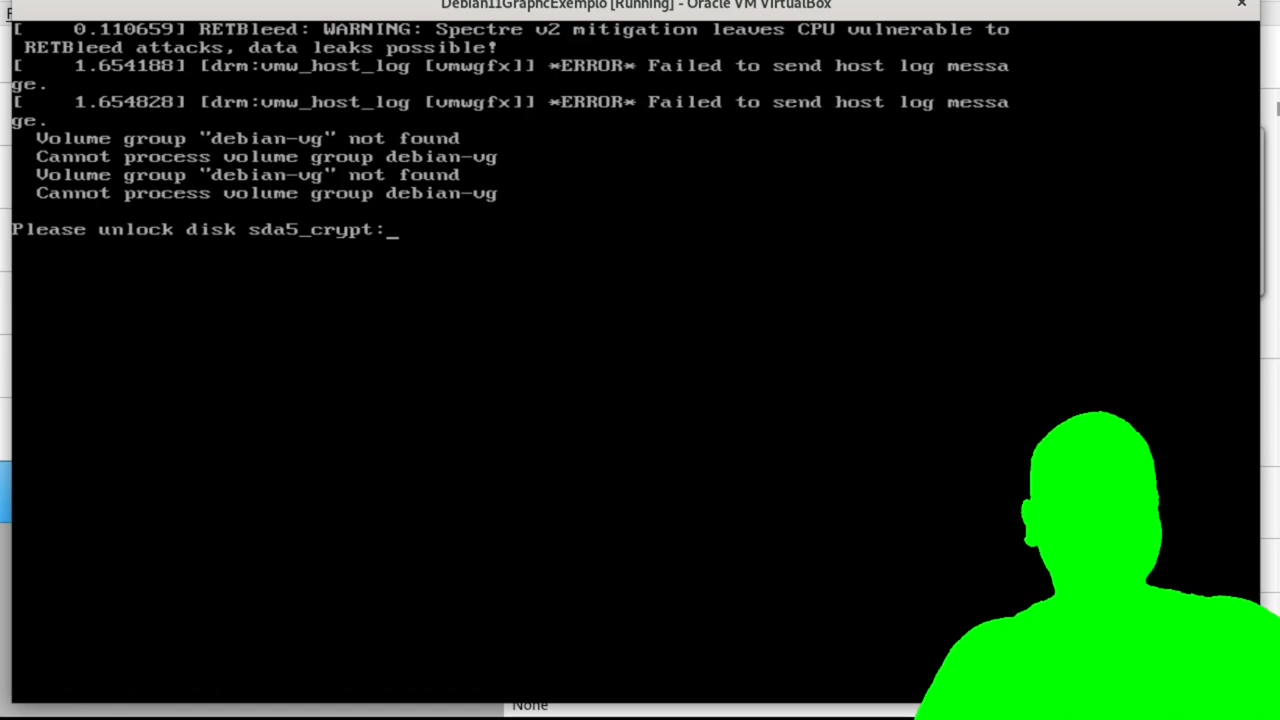 Debian11GraphcExemplo [Running] - Oracle VM VirtualBox
[    0.110659] RETBleed: WARNING: Spectre v2 mitigation leaves CPU vulnerable to
RETBleed attacks, data leaks possible!
[    1.654188] [drm:vmw_host_log [vmwgfx]] *ERROR* Failed to send host log messa
ge.
[    1.654828] [drm:vmw_host_log [vmwgfx]] *ERROR* Failed to send host log messa
ge.
Volume group "debian-vg" not found
Cannot process volume group debian-vg
Volume group "debian-vg" not found
Cannot process volume group debian-vg
Please unlock disk sda5_crypt:_
None